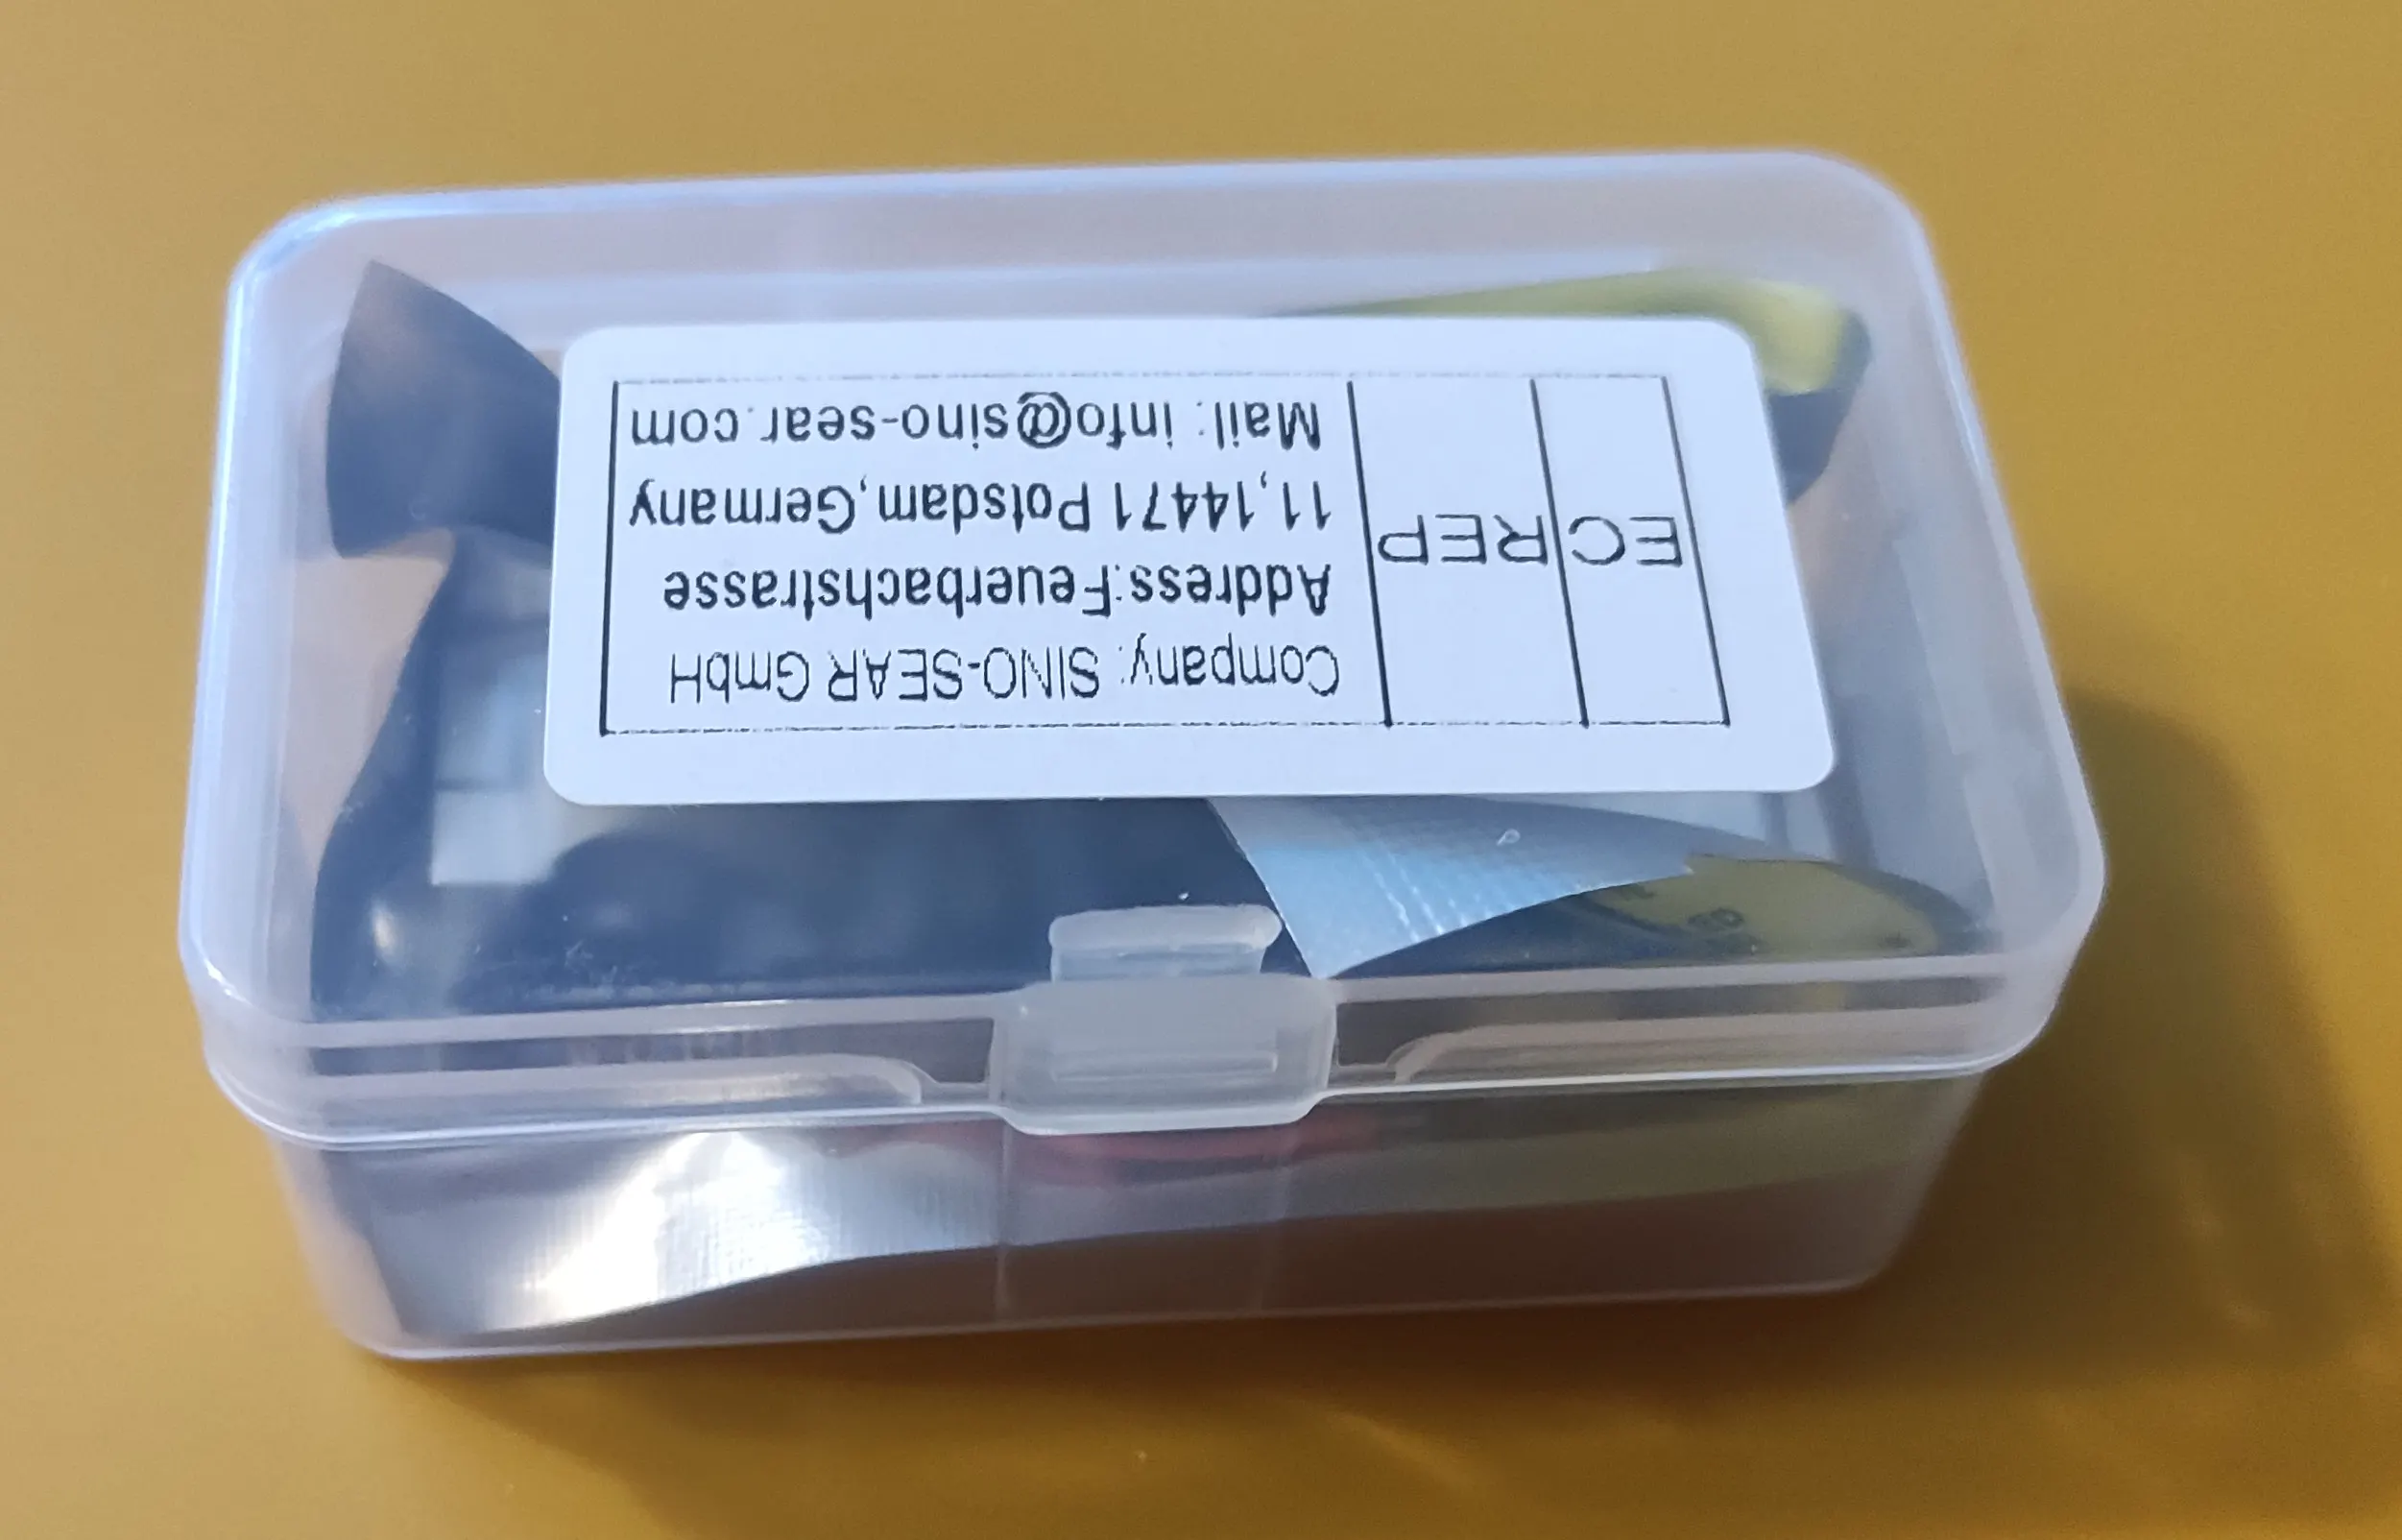 EC REP
Company: SINO-SEAR GmbH
Address:Feuerbachstrasse
11,14471 Potsdam,Germany
Mail: info@sino-sear.com